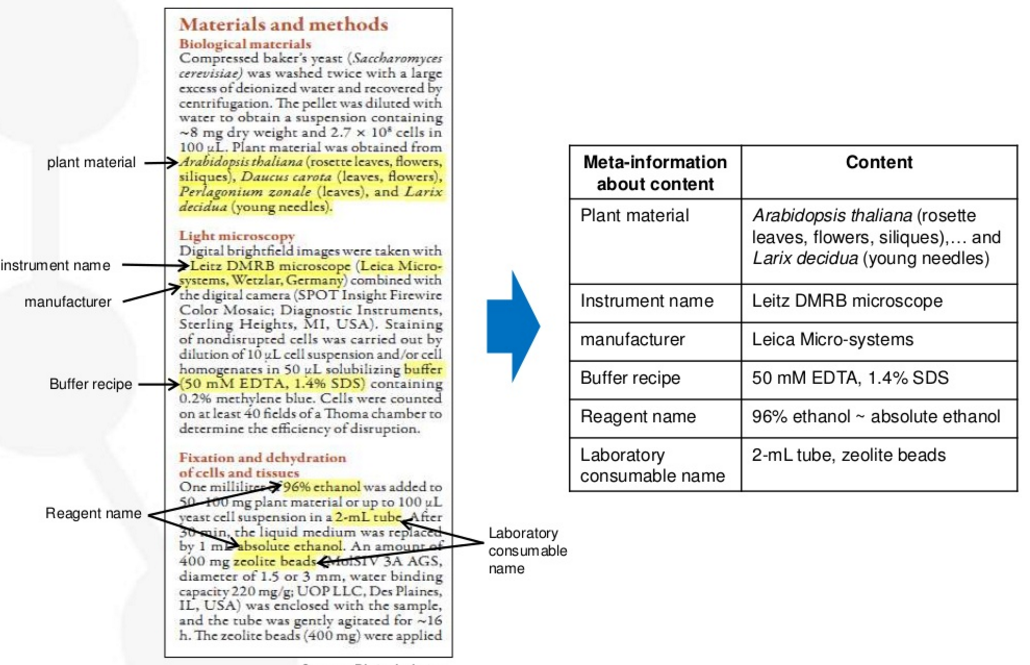 Materials and methods
Biological materials
Compressed baker's yeast (Saccharomyces
cerevisiae) was washed twice with a large
excess of deionized water and recovered by
centrifugation. The pellet was diluted with
water to obtain a suspension containing
~8 mg dry weight and 2.7 × 10⁸ cells in
100 µL. Plant material was obtained from
Arabidopsis thaliana (rosette leaves, flowers,
siliques), Daucus carota (leaves, flowers),
Perlagonium zonale (leaves), and Larix
decidua (young needles).
Light microscopy
Digital brightfield images were taken with
Leitz DMRB microscope (Leica Micro-
systems, Wetzlar, Germany) combined with
the digital camera (SPOT Insight Firewire
Color Mosaic; Diagnostic Instruments,
Sterling Heights, MI, USA). Staining
of nondisrupted cells was carried out by
dilution of 10 µL cell suspension and/or cell
homogenates in 50 µL solubilizing buffer
(50 mM EDTA, 1.4% SDS) containing
0.2% methylene blue. Cells were counted
on at least 40 fields of a Thoma chamber to
determine the efficiency of disruption.
Fixation and dehydration
of cells and tissues
One milliliter of 96% ethanol was added to
50–100 mg plant material or up to 100 µL
yeast cell suspension in a 2-mL tube. After
30 min, the liquid medium was replaced
by 1 mL absolute ethanol. An amount of
400 mg zeolite beads (MolSIV 3A AGS,
diameter of 1.5 or 3 mm, water binding
capacity 220 mg/g; UOP LLC, Des Plaines,
IL, USA) was enclosed with the sample,
and the tube was gently agitated for ~16
h. The zeolite beads (400 mg) were applied
plant material
instrument name
manufacturer
Buffer recipe
Reagent name
Laboratory
consumable
name
Meta-information
about content
Content
Plant material
Arabidopsis thaliana (rosette
leaves, flowers, siliques),… and
Larix decidua (young needles)
Instrument name
Leitz DMRB microscope
manufacturer
Leica Micro-systems
Buffer recipe
50 mM EDTA, 1.4% SDS
Reagent name
96% ethanol ~ absolute ethanol
Laboratory
consumable name
2-mL tube, zeolite beads